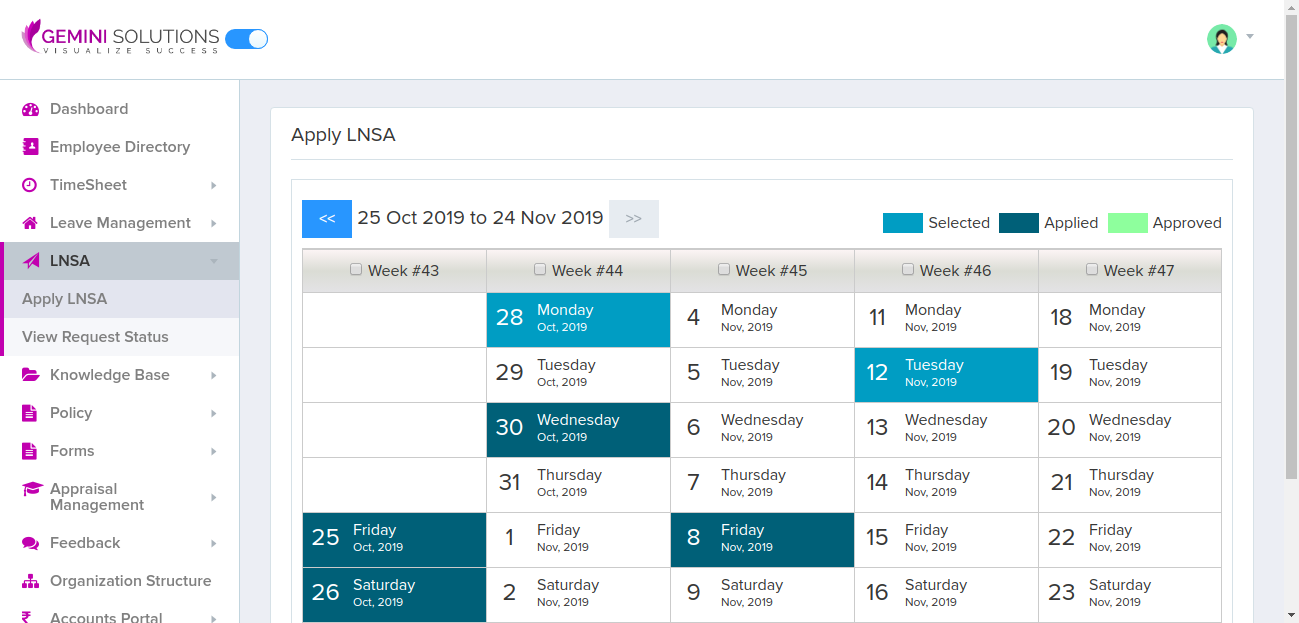 GEMINI SOLUTIONS
VISUALIZE SUCCESS
Dashboard
Employee Directory
TimeSheet
Leave Management
LNSA
Apply LNSA
View Request Status
Knowledge Base
Policy
Forms
Appraisal
Management
Feedback
Organization Structure
Accounts Portal
Apply LNSA
<< 25 Oct 2019 to 24 Nov 2019 >>
Selected Applied Approved
Week #43 Week #44 Week #45 Week #46 Week #47
28 Monday 4 Monday 11 Monday 18 Monday
Oct, 2019 Nov, 2019 Nov, 2019 Nov, 2019
29 Tuesday 5 Tuesday 12 Tuesday 19 Tuesday
Oct, 2019 Nov, 2019 Nov, 2019 Nov, 2019
30 Wednesday 6 Wednesday 13 Wednesday 20 Wednesday
Oct, 2019 Nov, 2019 Nov, 2019 Nov, 2019
31 Thursday 7 Thursday 14 Thursday 21 Thursday
Oct, 2019 Nov, 2019 Nov, 2019 Nov, 2019
25 Friday 1 Friday 8 Friday 15 Friday 22 Friday
Oct, 2019 Nov, 2019 Nov, 2019 Nov, 2019 Nov, 2019
26 Saturday 2 Saturday 9 Saturday 16 Saturday 23 Saturday
Oct, 2019 Nov, 2019 Nov, 2019 Nov, 2019 Nov, 2019